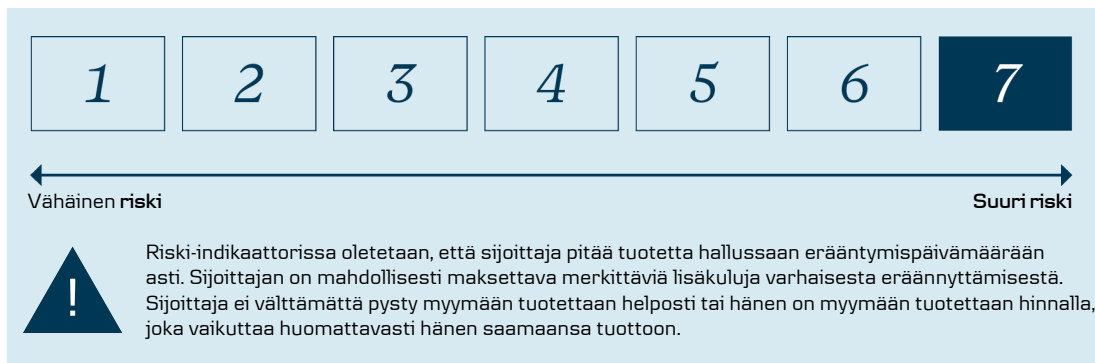 1 2 3 4 5 6 7
Vähäinen riski Suuri riski
Riski-indikaattorissa oletetaan, että sijoittaja pitää tuotetta hallussaan erääntymispäivämäärään
asti. Sijoittajan on mahdollisesti maksettava merkittäviä lisäkuluja varhaisesta eräännyttämisestä.
Sijoittaja ei välttämättä pysty myymään tuotettaan helposti tai hänen on myymään tuotettaan hinnalla,
joka vaikuttaa huomattavasti hänen saamaansa tuottoon.
!